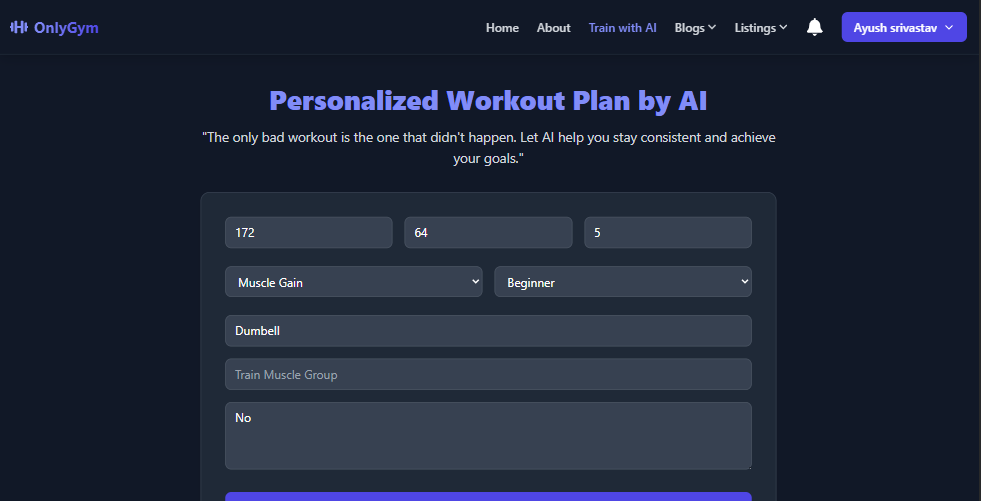 OnlyGym
Home About Train with AI Blogs Listings Ayush srivastav
Personalized Workout Plan by AI
"The only bad workout is the one that didn't happen. Let AI help you stay consistent and achieve
your goals."
172 64 5
Muscle Gain Beginner
Dumbell
Train Muscle Group
No